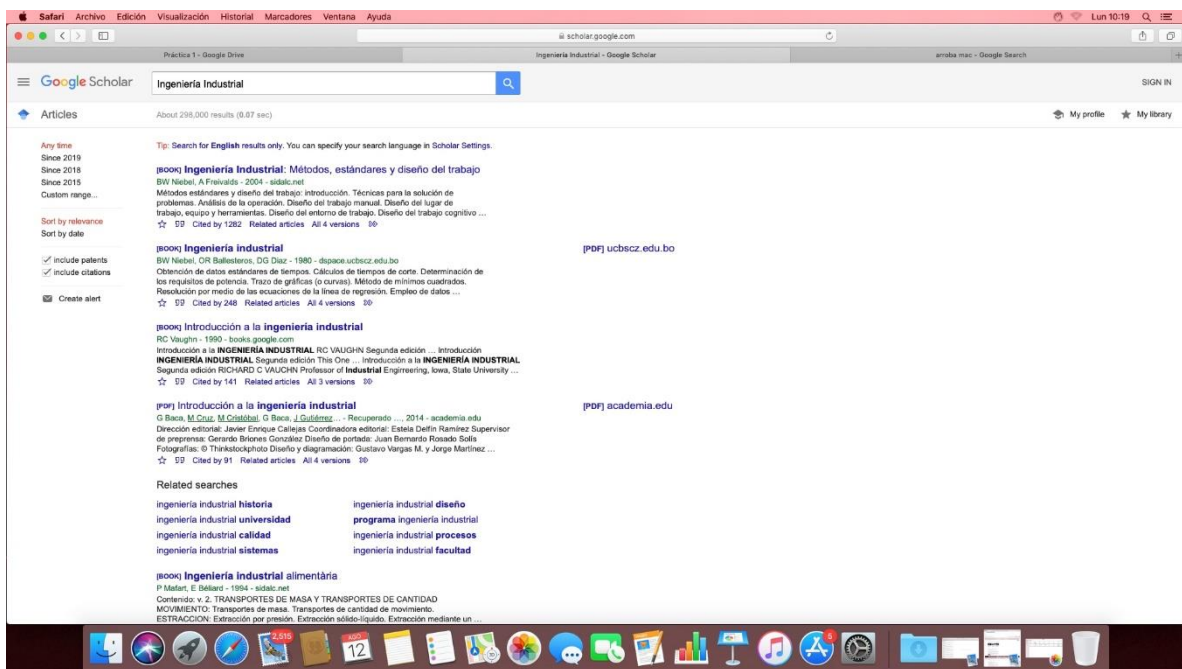 Safari Archivo Edición Visualización Historial Marcadores Ventana Ayuda
Lun 10:19
scholar.google.com
Práctica 1 - Google Drive
Ingeniería Industrial - Google Scholar
arroba mac - Google Search
Google Scholar
Ingeniería Industrial
SIGN IN
Articles
About 298,000 results (0.07 sec)
My profile
My library
Any time
Since 2019
Since 2018
Since 2015
Custom range...
Sort by relevance
Sort by date
include patents
include citations
Create alert
Tip: Search for English results only. You can specify your search language in Scholar Settings.
[BOOK] Ingeniería Industrial: Métodos, estándares y diseño del trabajo
BW Niebel, A Freivalds - 2004 - sidalc.net
Métodos estándares y diseño del trabajo: introducción. Técnicas para la solución de
problemas. Análisis de la operación. Diseño del trabajo manual. Diseño del lugar de
trabajo, equipo y herramientas. Diseño del entorno de trabajo. Diseño del trabajo cognitivo ...
Cited by 1282 Related articles All 4 versions
[BOOK] Ingeniería industrial
BW Niebel, OR Ballesteros, DG Diaz - 1980 - dspace.ucbscz.edu.bo
Obtención de datos estándares de tiempos. Cálculos de tiempos de corte. Determinación de
los requisitos de potencia. Trazo de gráficas (o curvas). Método de mínimos cuadrados.
Resolución por medio de las ecuaciones de la línea de regresión. Empleo de datos ...
Cited by 248 Related articles All 4 versions
[PDF] ucbscz.edu.bo
[BOOK] Introducción a la ingeniería industrial
RC Vaughn - 1990 - books.google.com
Introducción a la INGENIERÍA INDUSTRIAL RC VAUGHN Segunda edición ... Introducción
INGENIERÍA INDUSTRIAL Segunda edición This One ... Introducción a la INGENIERÍA INDUSTRIAL
Segunda edición RICHARD C VAUCHN Professor of Industrial Engirreering, Iowa, State University ...
Cited by 141 Related articles All 3 versions
[PDF] Introducción a la ingeniería industrial
G Baca, M Cruz, M Cristóbal, G Baca, J Gutiérrez... - Recuperado ..., 2014 - academia.edu
Dirección editorial: Javier Enrique Callejas Coordinadora editorial: Estela Delfín Ramírez Supervisor
de preprensa: Gerardo Briones González Diseño de portada: Juan Bernardo Rosado Solís
Fotografías: © Thinkstockphoto Diseño y diagramación: Gustavo Vargas M. y Jorge Martínez ...
Cited by 91 Related articles All 4 versions
[PDF] academia.edu
Related searches
ingeniería industrial historia
ingeniería industrial diseño
ingeniería industrial universidad
programa ingeniería industrial
ingeniería industrial calidad
ingeniería industrial procesos
ingeniería industrial sistemas
ingeniería industrial facultad
[BOOK] Ingeniería industrial alimentària
P Mafart, E Béliard - 1994 - sidalc.net
Contenido: v. 2. TRANSPORTES DE MASA Y TRANSPORTES DE CANTIDAD
MOVIMIENTO: Transportes de masa. Transportes de cantidad de movimiento.
ESTRACCION: Extracción por presión. Extracción sólido-líquido. Extracción mediante un ...
2,515
AGO
12
5